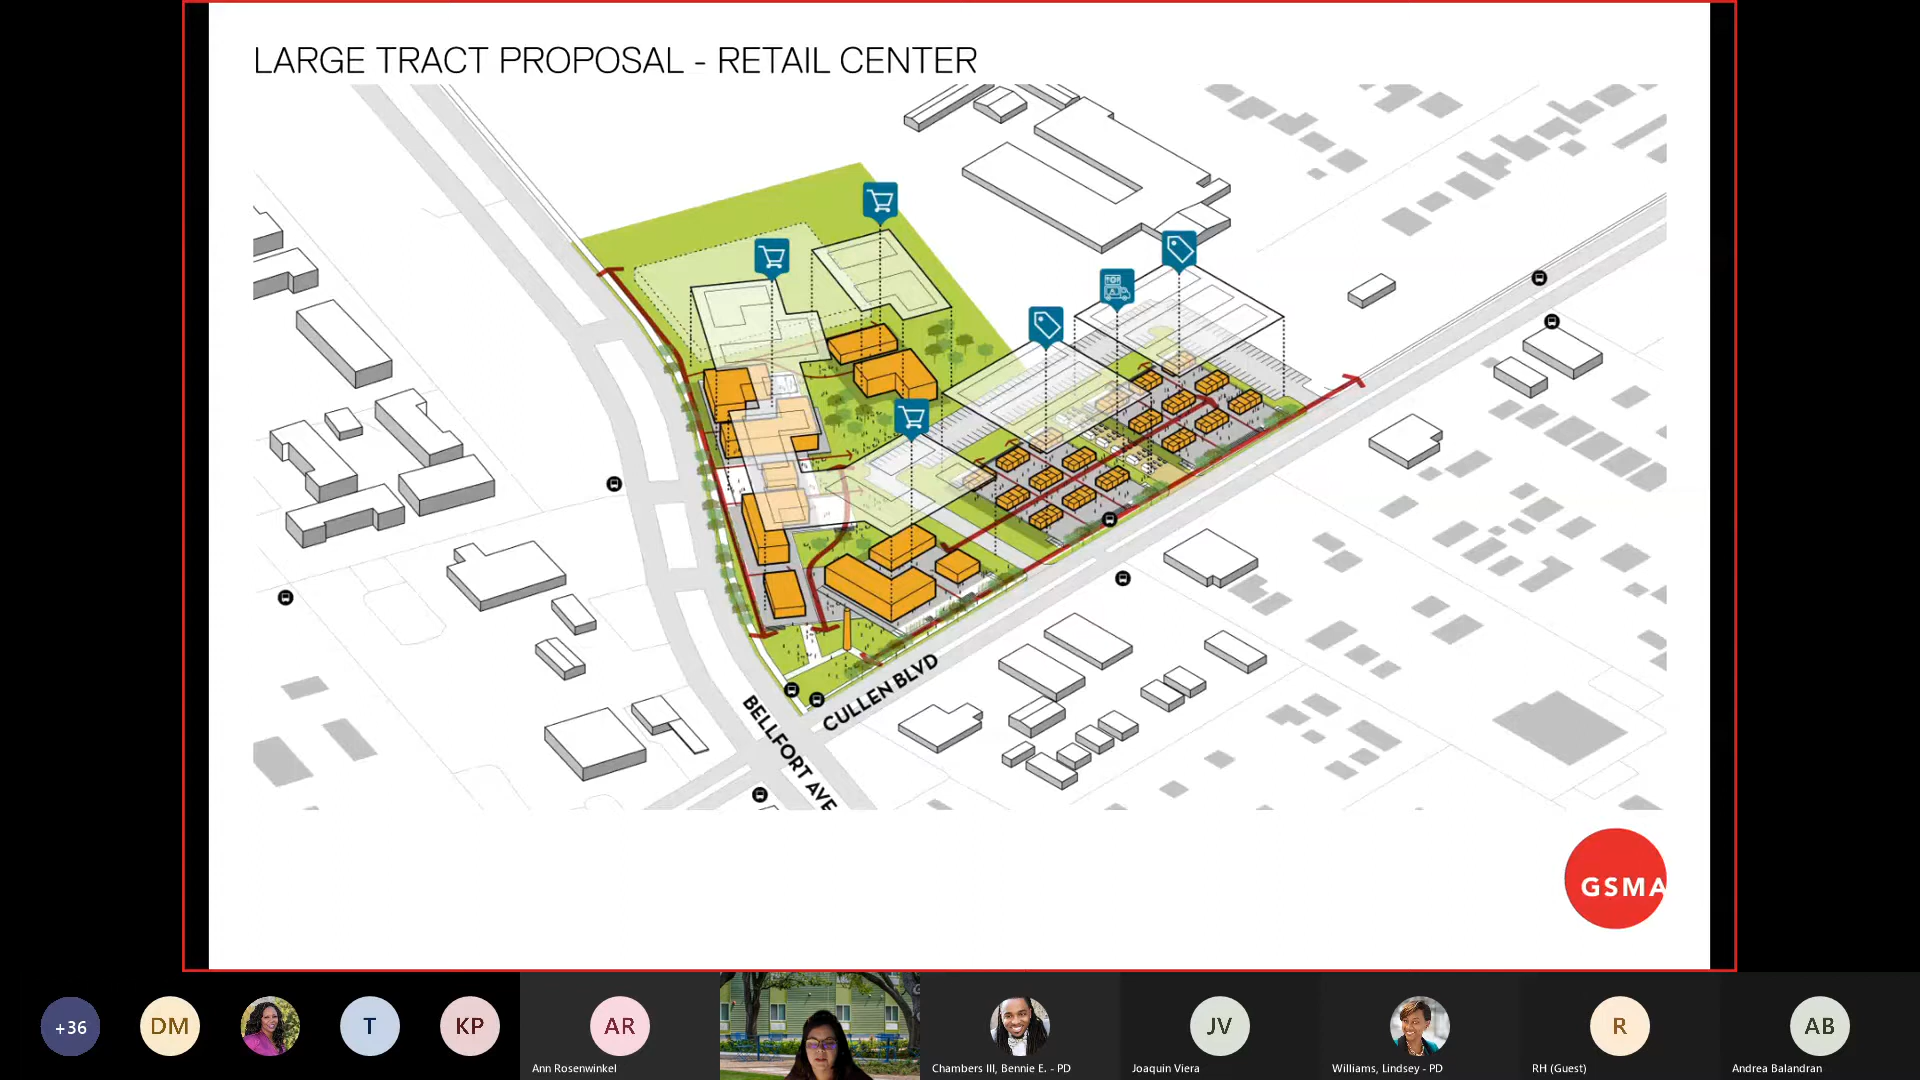 LARGE TRACT PROPOSAL - RETAIL CENTER
CULLEN BLVD
BELLFORT AVE
GSMA
+36
DM
T
KP
AR
JV
R
AB
Ann Rosenwinkel
Chambers III, Bennie E. - PD
Joaquin Viera
Williams, Lindsey - PD
RH (Guest)
Andrea Balandran